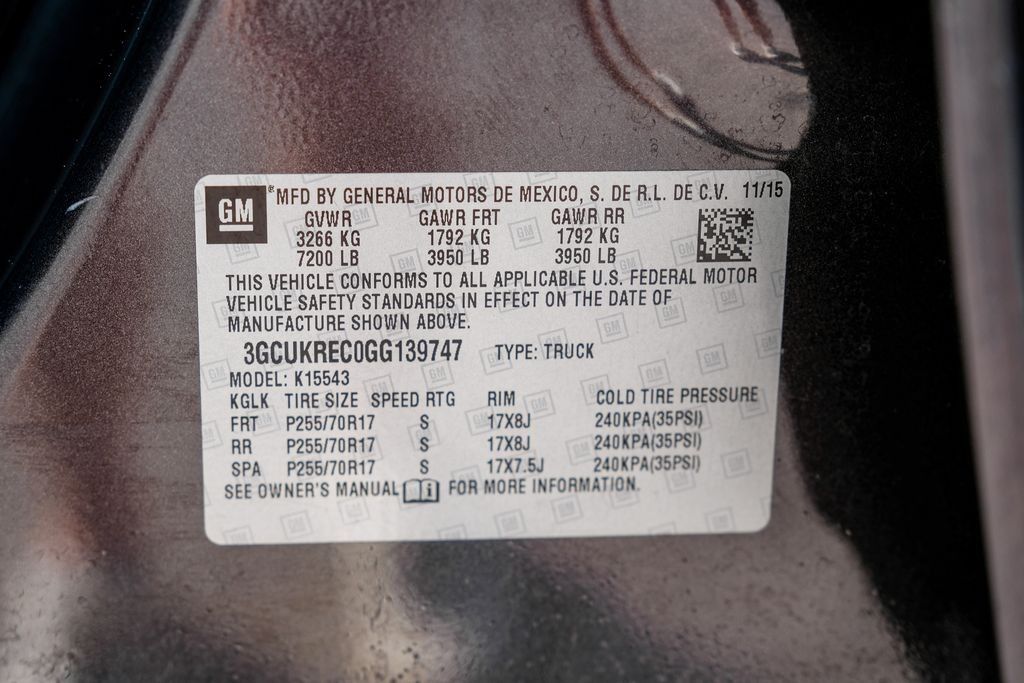 GM ® MFD BY GENERAL MOTORS DE MEXICO, S. DE R.L. DE C.V. 11/15
GVWR GAWR FRT GAWR RR
3266 KG 1792 KG 1792 KG
7200 LB 3950 LB 3950 LB
THIS VEHICLE CONFORMS TO ALL APPLICABLE U.S. FEDERAL MOTOR
VEHICLE SAFETY STANDARDS IN EFFECT ON THE DATE OF
MANUFACTURE SHOWN ABOVE.
3GCUKREC0GG139747 TYPE: TRUCK
MODEL: K15543
KGLK TIRE SIZE SPEED RTG RIM COLD TIRE PRESSURE
FRT P255/70R17 S 17X8J 240KPA(35PSI)
RR P255/70R17 S 17X8J 240KPA(35PSI)
SPA P255/70R17 S 17X7.5J 240KPA(35PSI)
SEE OWNER'S MANUAL i FOR MORE INFORMATION.